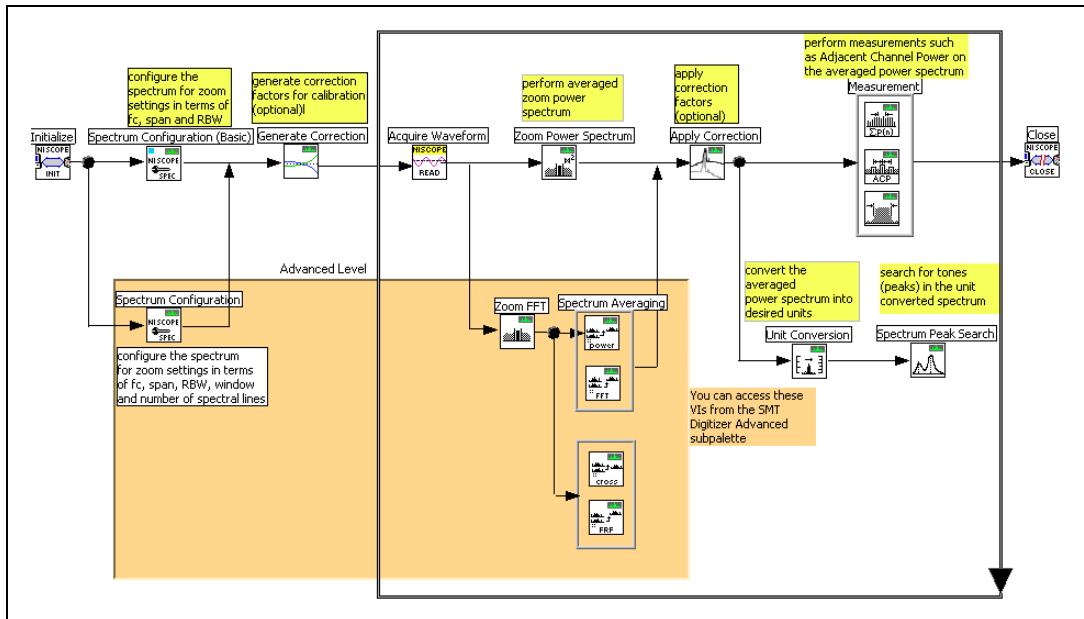 configure the
spectrum for zoom
settings in terms of
fc, span and RBW
generate correction
factors for calibration
(optional)l
perform averaged
zoom power
spectrum
apply
correction
factors
(optional)
perform measurements such
as Adjacent Channel Power on
the averaged power spectrum
Initialize
Spectrum Configuration (Basic)
Generate Correction
Acquire Waveform
Zoom Power Spectrum
Apply Correction
Measurement
Close
NISCOPE
INIT
NISCOPE
SPEC
NISCOPE
READ
M²
ΣP(n)
ACP
NISCOPE
CLOSE
Advanced Level
Spectrum Configuration
NISCOPE
SPEC
configure the spectrum
for zoom settings in terms
of fc, span, RBW, window
and number of spectral lines
Zoom FFT
Spectrum Averaging
power
FFT
cross
FRF
convert the
averaged
power spectrum into
desired units
search for tones
(peaks) in the unit
converted spectrum
Unit Conversion
Spectrum Peak Search
You can access these
VIs from the SMT
Digitizer Advanced
subpalette